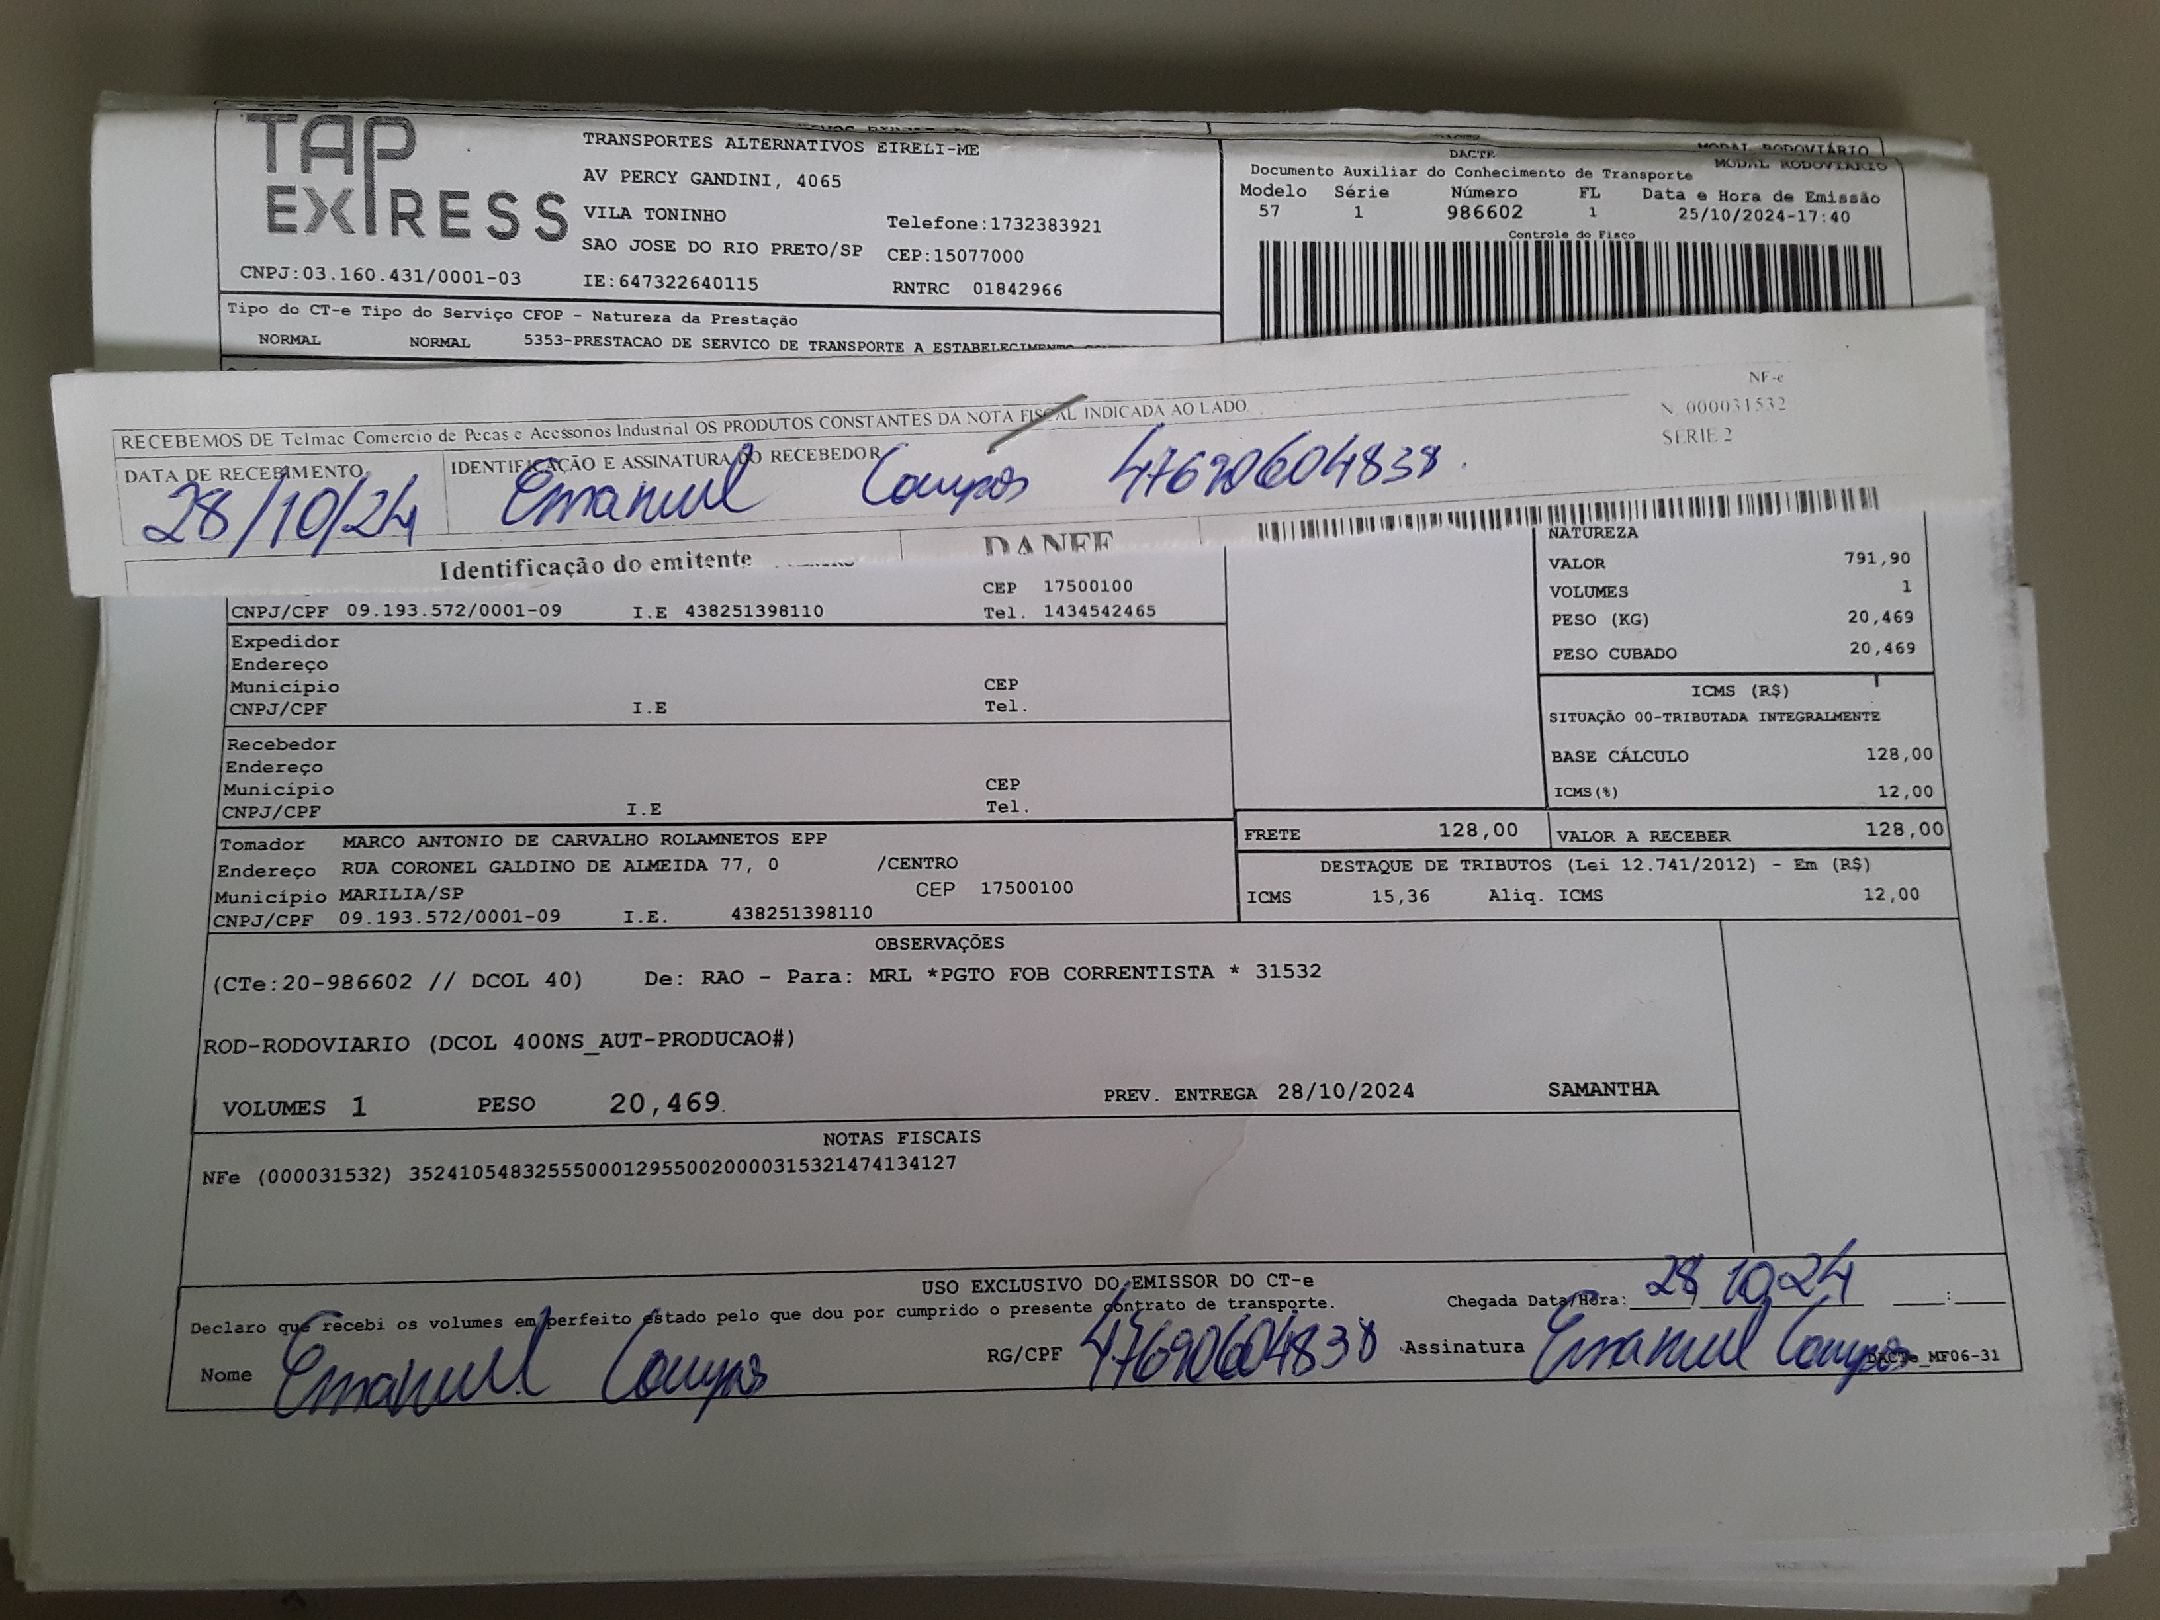 TAP EXPRESS
TRANSPORTES ALTERNATIVOS EIRELI-ME
AV PERCY GANDINI, 4065
VILA TONINHO
Telefone:1732383921
SAO JOSE DO RIO PRETO/SP CEP:15077000
CNPJ:03.160.431/0001-03 IE:647322640115 RNTRC 01842966
MODAL RODOVIÁRIO
DACTE MODAL RODOVIARIO
Documento Auxiliar do Conhecimento de Transporte
Modelo Série Número FL Data e Hora de Emissão
57 1 986602 1 25/10/2024-17:40
Controle do Fisco
Tipo do CT-e Tipo do Serviço CFOP - Natureza da Prestação
NORMAL NORMAL 5353-PRESTACAO DE SERVICO DE TRANSPORTE A ESTABELECIMENTO
RECEBEMOS DE Telmac Comercio de Pecas e Acessorios Industrial OS PRODUTOS CONSTANTES DA NOTA FISCAL INDICADA AO LADO
NF-e
N. 000031532
SERIE 2
DATA DE RECEBIMENTO IDENTIFICAÇÃO E ASSINATURA DO RECEBEDOR
28/10/24 Emanuel Campos 47690604838
Identificação do emitente DANFE
CEP 17500100
CNPJ/CPF 09.193.572/0001-09 I.E 438251398110 Tel. 1434542465
NATUREZA
VALOR 791,90
VOLUMES 1
PESO (KG) 20,469
PESO CUBADO 20,469
Expedidor
Endereço
Município CEP
CNPJ/CPF I.E Tel.
ICMS (R$)
SITUAÇÃO 00-TRIBUTADA INTEGRALMENTE
BASE CÁLCULO 128,00
ICMS(%) 12,00
Recebedor
Endereço
Município CEP
CNPJ/CPF I.E Tel.
FRETE 128,00 VALOR A RECEBER 128,00
Tomador MARCO ANTONIO DE CARVALHO ROLAMNETOS EPP
Endereço RUA CORONEL GALDINO DE ALMEIDA 77, 0 /CENTRO
Município MARILIA/SP CEP 17500100
CNPJ/CPF 09.193.572/0001-09 I.E. 438251398110
DESTAQUE DE TRIBUTOS (Lei 12.741/2012) - Em (R$)
ICMS 15,36 Aliq. ICMS 12,00
OBSERVAÇÕES
(CTe:20-986602 // DCOL 40) De: RAO - Para: MRL *PGTO FOB CORRENTISTA * 31532
ROD-RODOVIARIO (DCOL 400NS_AUT-PRODUCAO#)
VOLUMES 1 PESO 20,469 PREV. ENTREGA 28/10/2024 SAMANTHA
NOTAS FISCAIS
NFe (000031532) 35241054832555000129550020000315321474134127
USO EXCLUSIVO DO EMISSOR DO CT-e
Declaro que recebi os volumes em perfeito estado pelo que dou por cumprido o presente contrato de transporte.
Chegada Data/Hora: 28 10 24 :
Nome Emanuel Campos RG/CPF 47690604838 Assinatura Emanuel Campos
DACTe_MF06-31